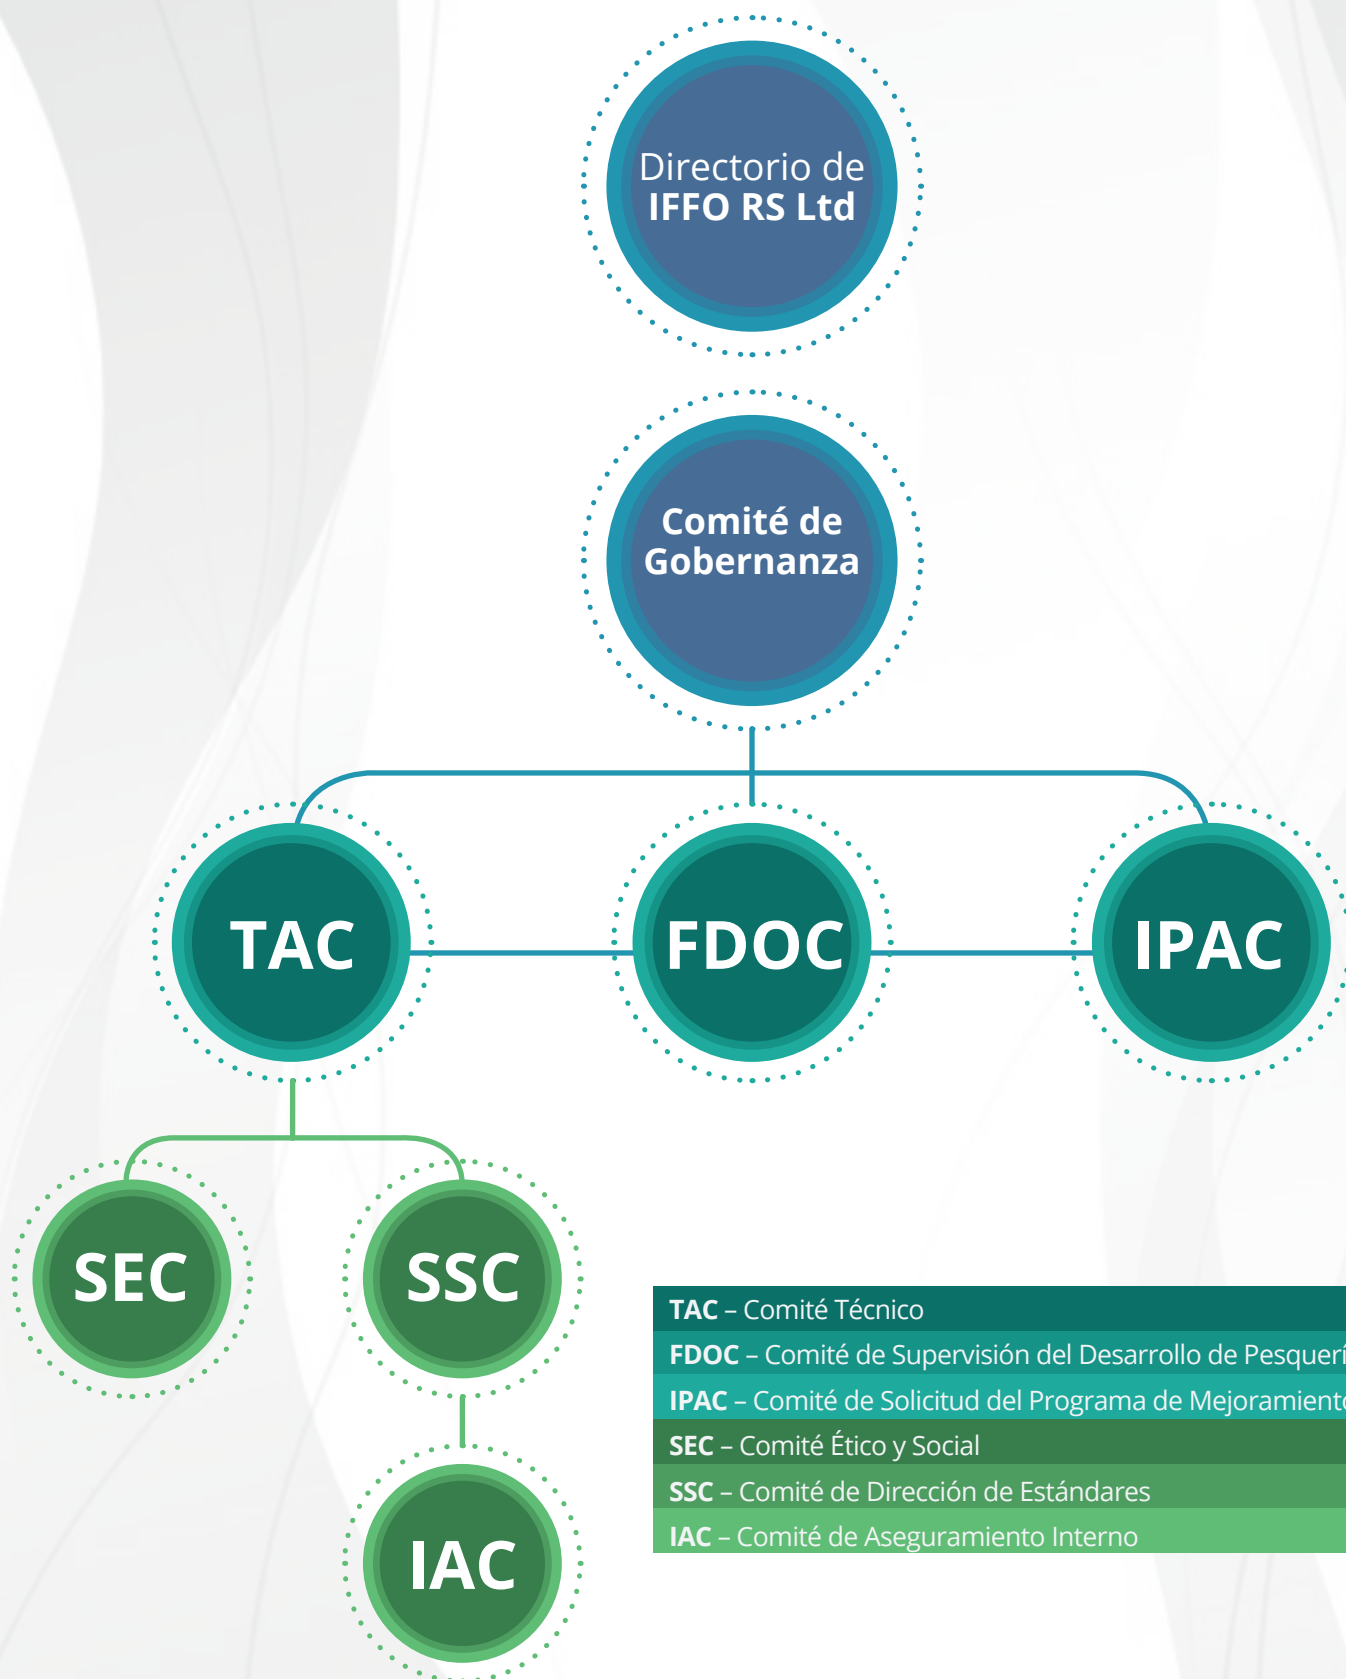 Directorio de
IFFO RS Ltd
Comité de
Gobernanza
TAC
FDOC
IPAC
SEC
SSC
IAC
TAC – Comité Técnico
FDOC – Comité de Supervisión del Desarrollo de
IPAC – Comité de Solicitud del Programa de
SEC – Comité Ético y Social
SSC – Comité de Dirección de Estándares
IAC – Comité de Aseguramiento Interno